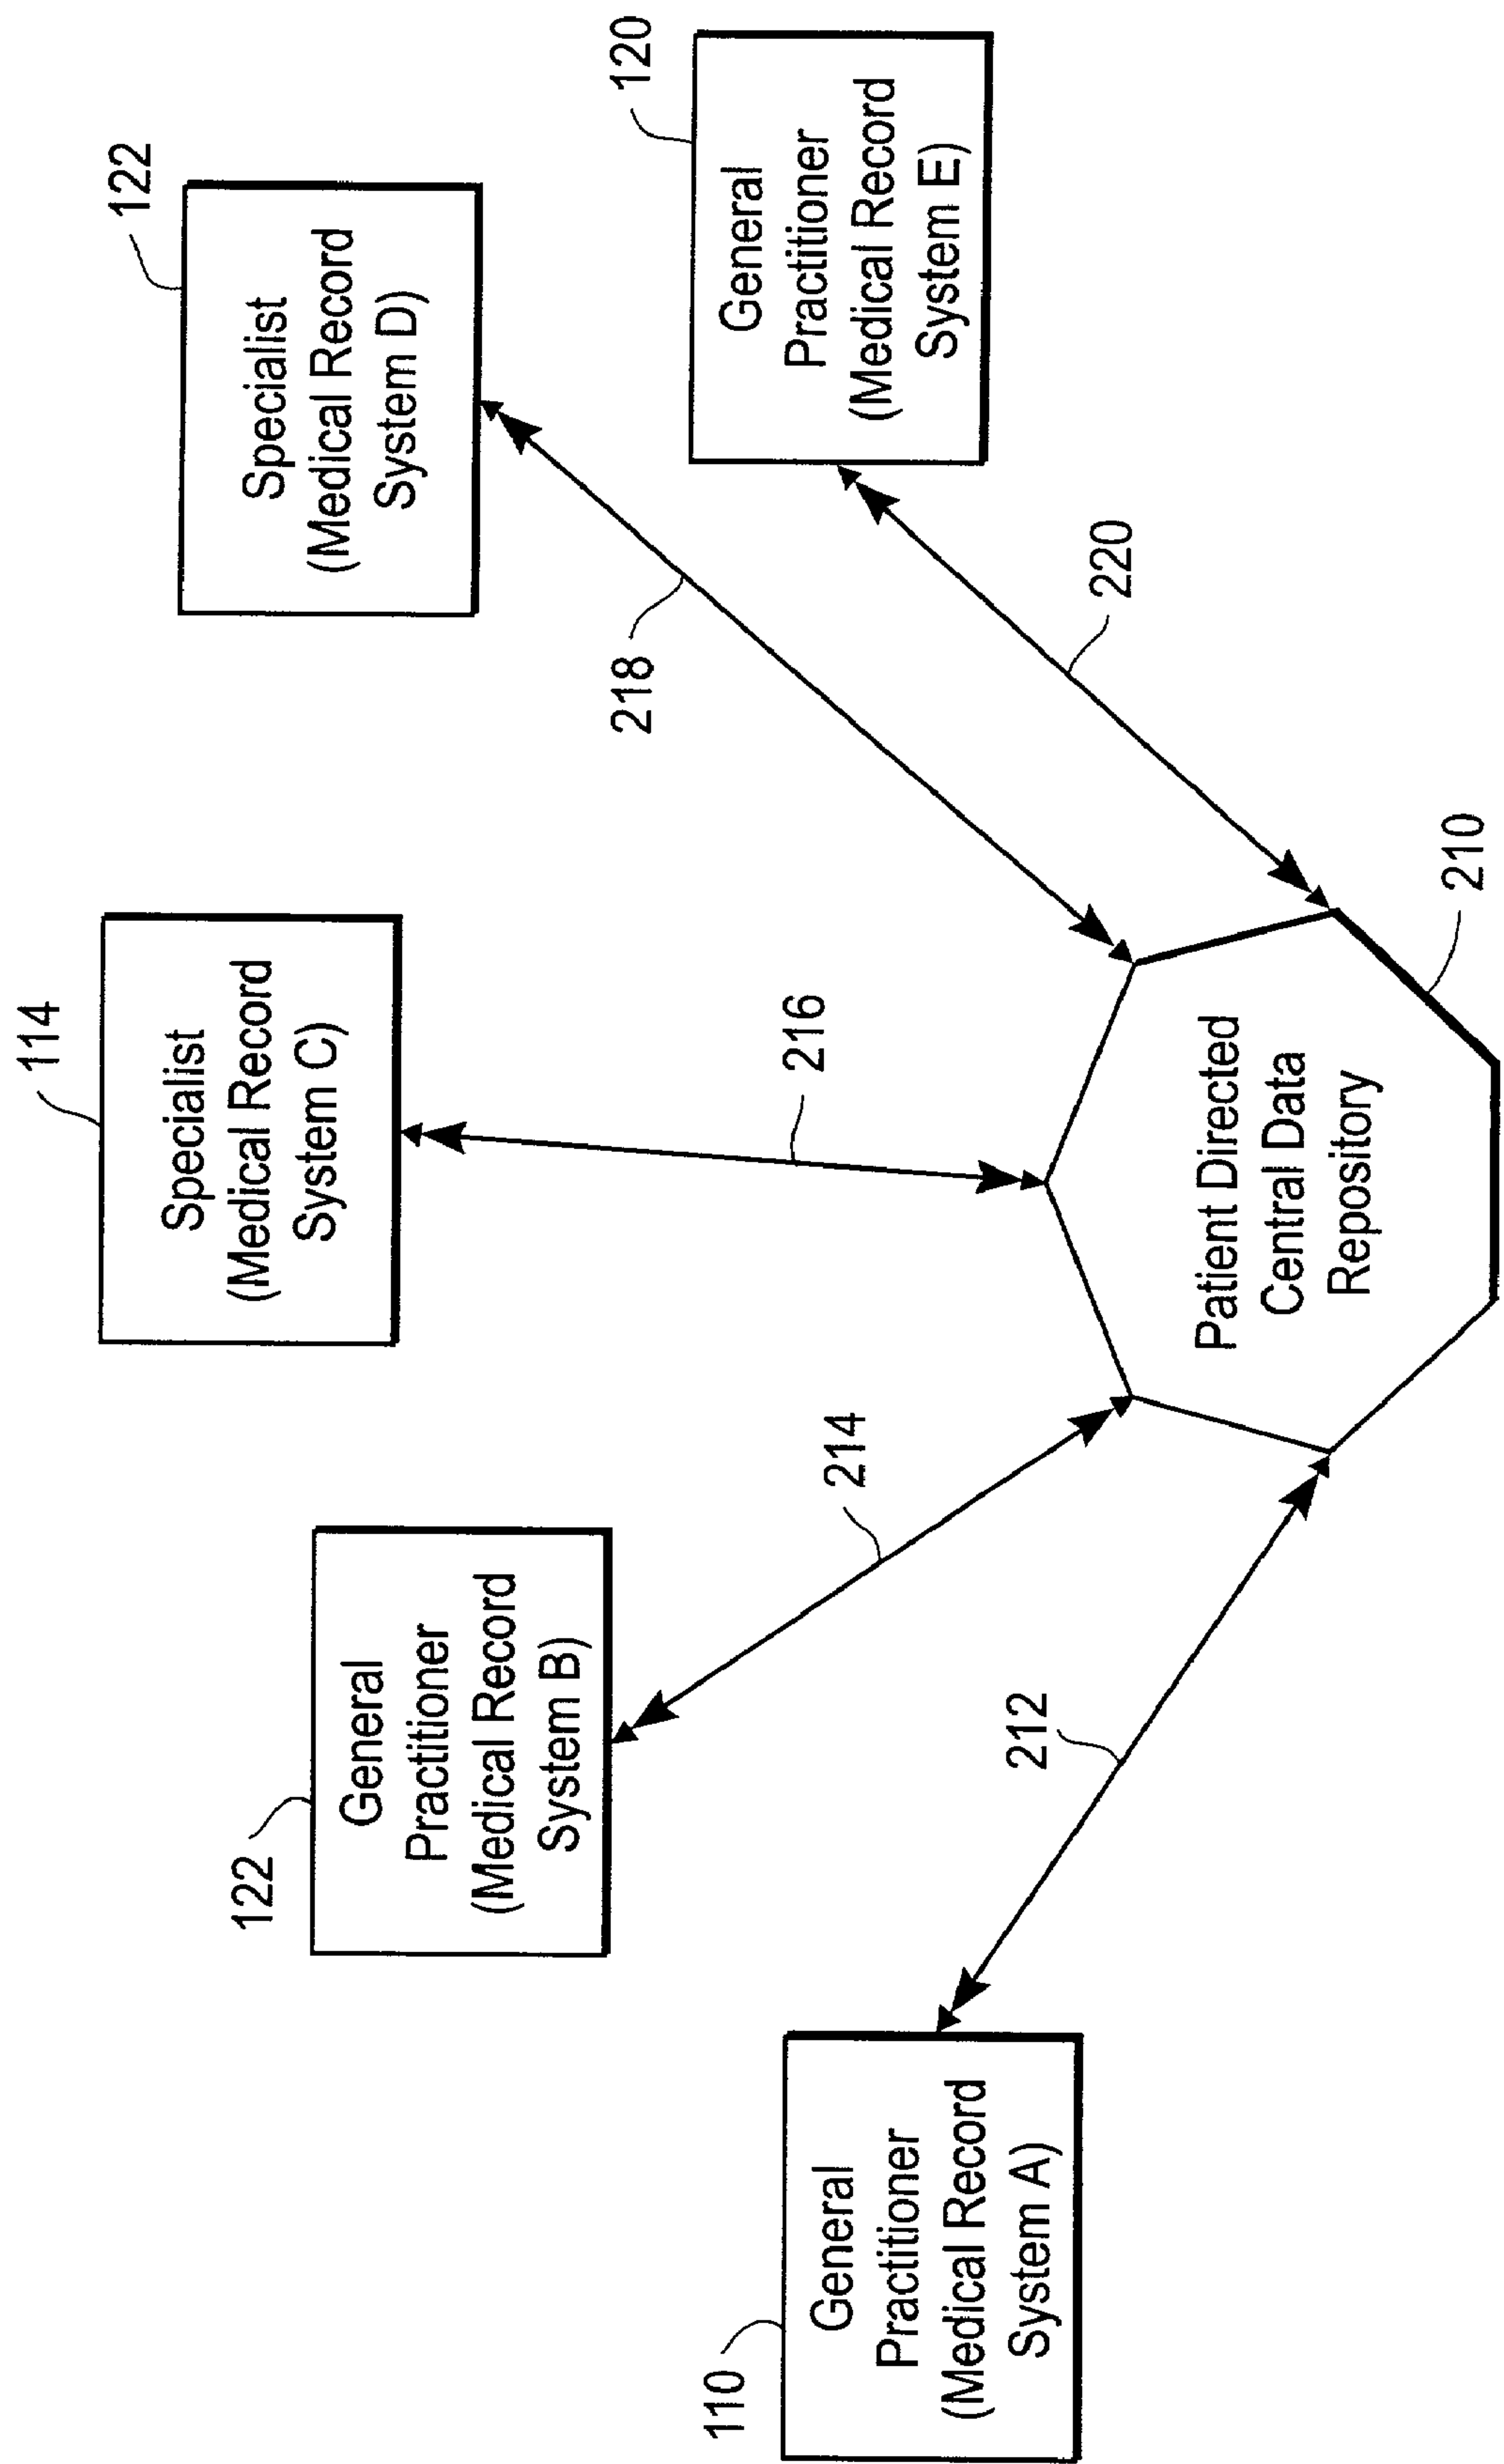 110
General
Practitioner
(Medical Record
System A)
122
General
Practitioner
(Medical Record
System B)
114
Specialist
(Medical Record
System C)
122
Specialist
(Medical Record
System D)
120
General
Practitioner
(Medical Record
System E)
212
214
216
218
220
Patient Directed
Central Data
Repository
210